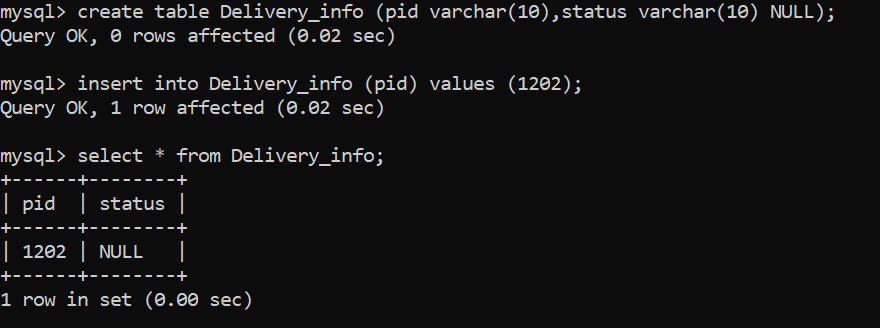 mysql> create table Delivery_info (pid varchar(10),status varchar(10) NULL);
Query OK, 0 rows affected (0.02 sec)
mysql> insert into Delivery_info (pid) values (1202);
Query OK, 1 row affected (0.02 sec)
mysql> select * from Delivery_info;
+------+--------+
| pid  | status |
+------+--------+
| 1202 | NULL   |
+------+--------+
1 row in set (0.00 sec)